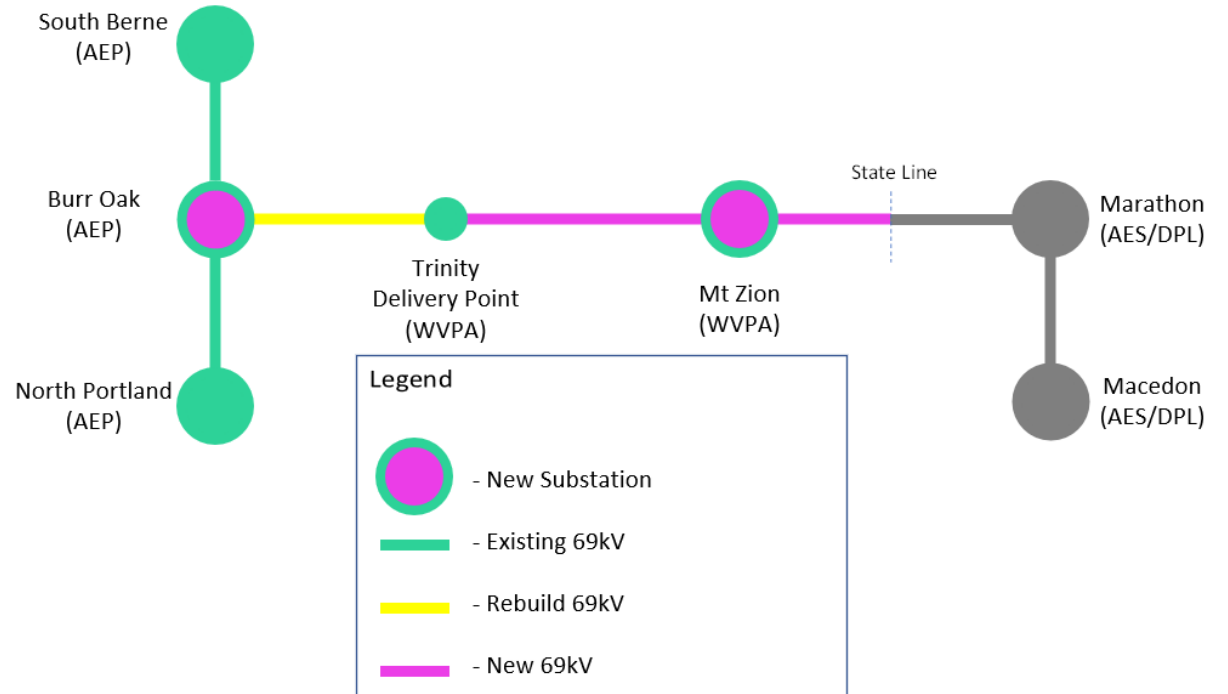 South Berne
(AEP)
Burr Oak
(AEP)
North Portland
(AEP)
Trinity
Delivery Point
(WVPA)
Mt Zion
(WVPA)
State Line
Marathon
(AES/DPL)
Macedon
(AES/DPL)
Legend
- New Substation
- Existing 69kV
- Rebuild 69kV
- New 69kV